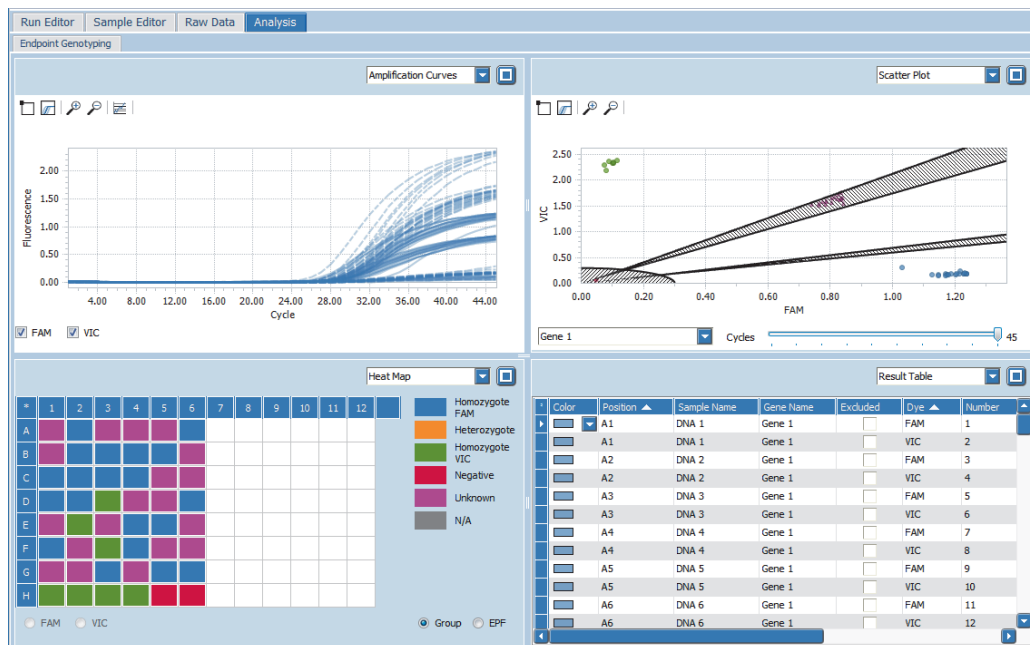 Run Editor Sample Editor Raw Data Analysis
Endpoint Genotyping
Amplification Curves
Fluorescence
2.00
1.50
1.00
0.50
0.00
4.00 8.00 12.00 16.00 20.00 24.00 28.00 32.00 36.00 40.00 44.00
Cycle
FAM VIC
Scatter Plot
VIC
2.50
2.00
1.50
1.00
0.50
0.00
0.00 0.20 0.40 0.60 0.80 1.00 1.20
FAM
Gene 1 Cycles 45
Heat Map
* 1 2 3 4 5 6 7 8 9 10 11 12
A
B
C
D
E
F
G
H
Homozygote FAM
Heterozygote
Homozygote VIC
Negative
Unknown
N/A
FAM VIC Group EPF
Result Table
* Color Position Sample Name Gene Name Excluded Dye Number
A1 DNA 1 Gene 1 FAM 1
A1 DNA 1 Gene 1 VIC 2
A2 DNA 2 Gene 1 FAM 3
A2 DNA 2 Gene 1 VIC 4
A3 DNA 3 Gene 1 FAM 5
A3 DNA 3 Gene 1 VIC 6
A4 DNA 4 Gene 1 FAM 7
A4 DNA 4 Gene 1 VIC 8
A5 DNA 5 Gene 1 FAM 9
A5 DNA 5 Gene 1 VIC 10
A6 DNA 6 Gene 1 FAM 11
A6 DNA 6 Gene 1 VIC 12